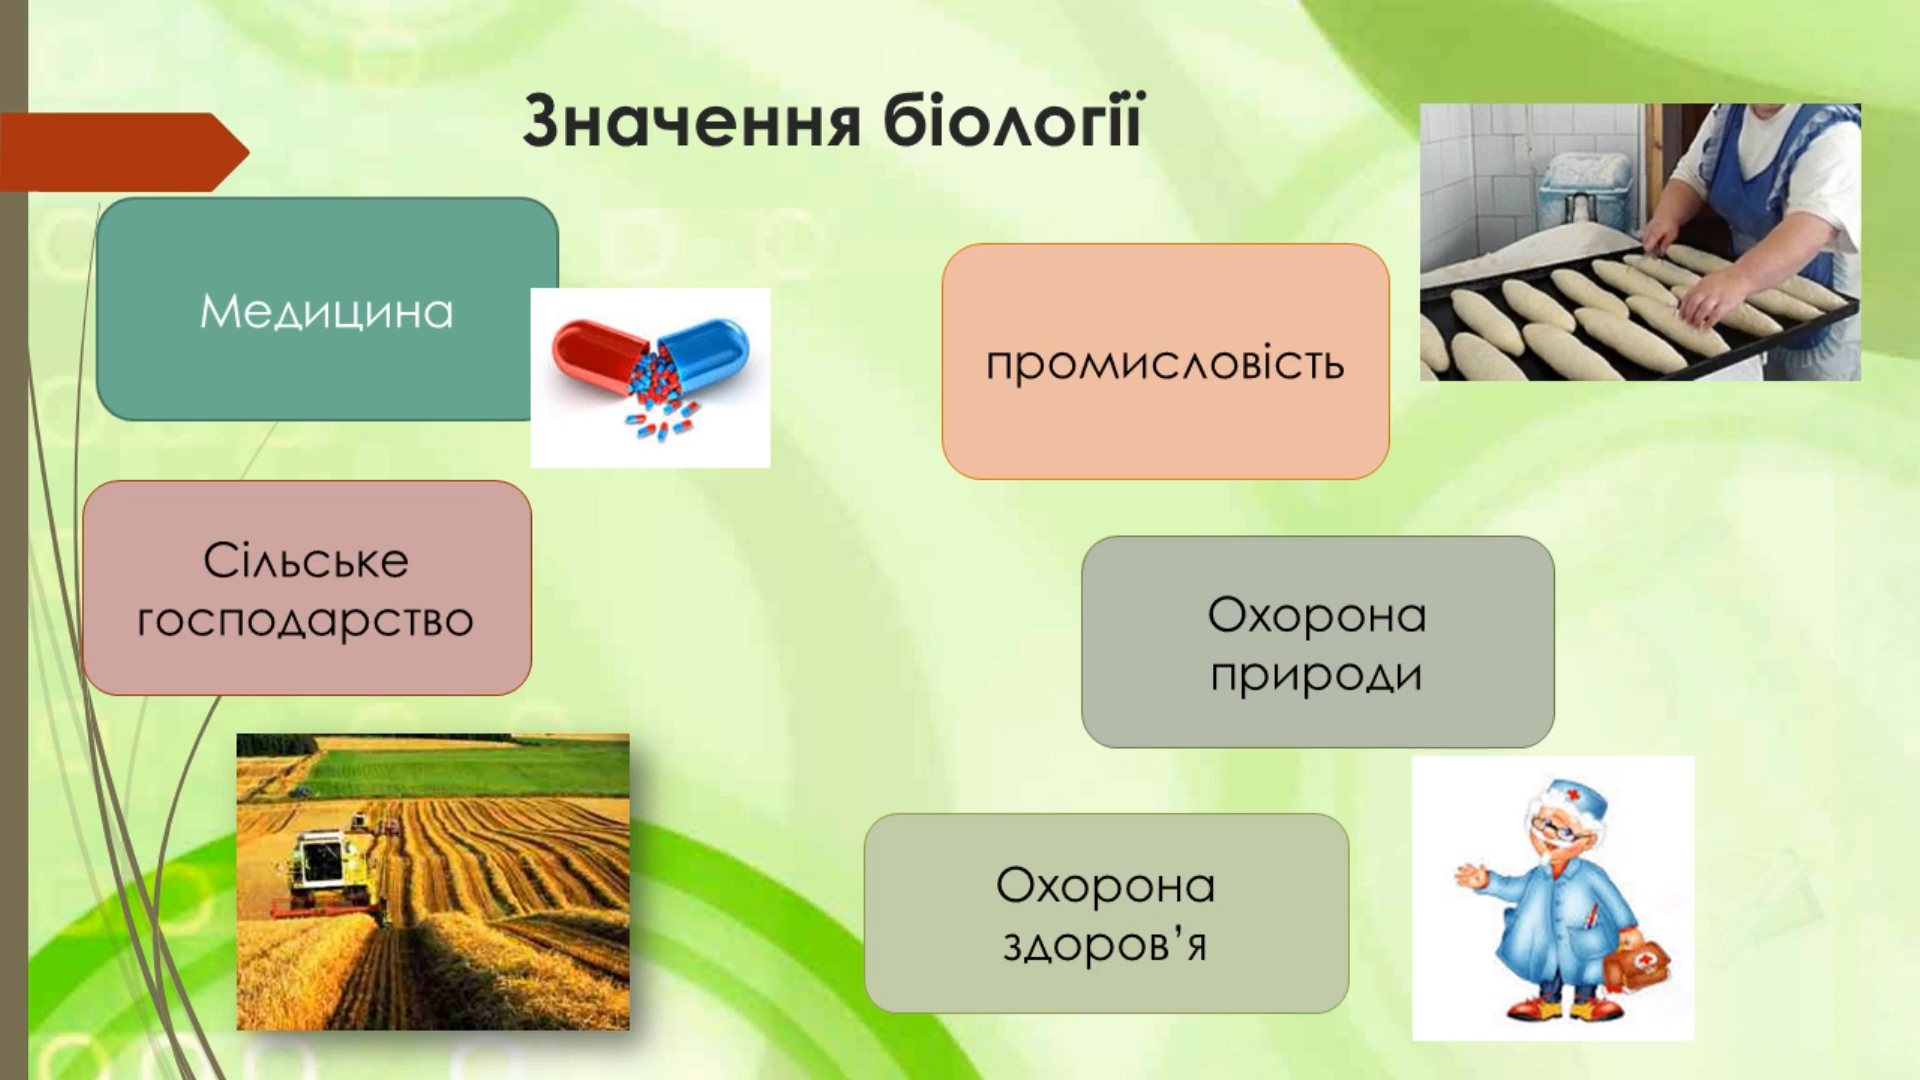 Значення біології
Медицина
промисловість
Сільське
господарство
Охорона
природи
Охорона
здоров’я